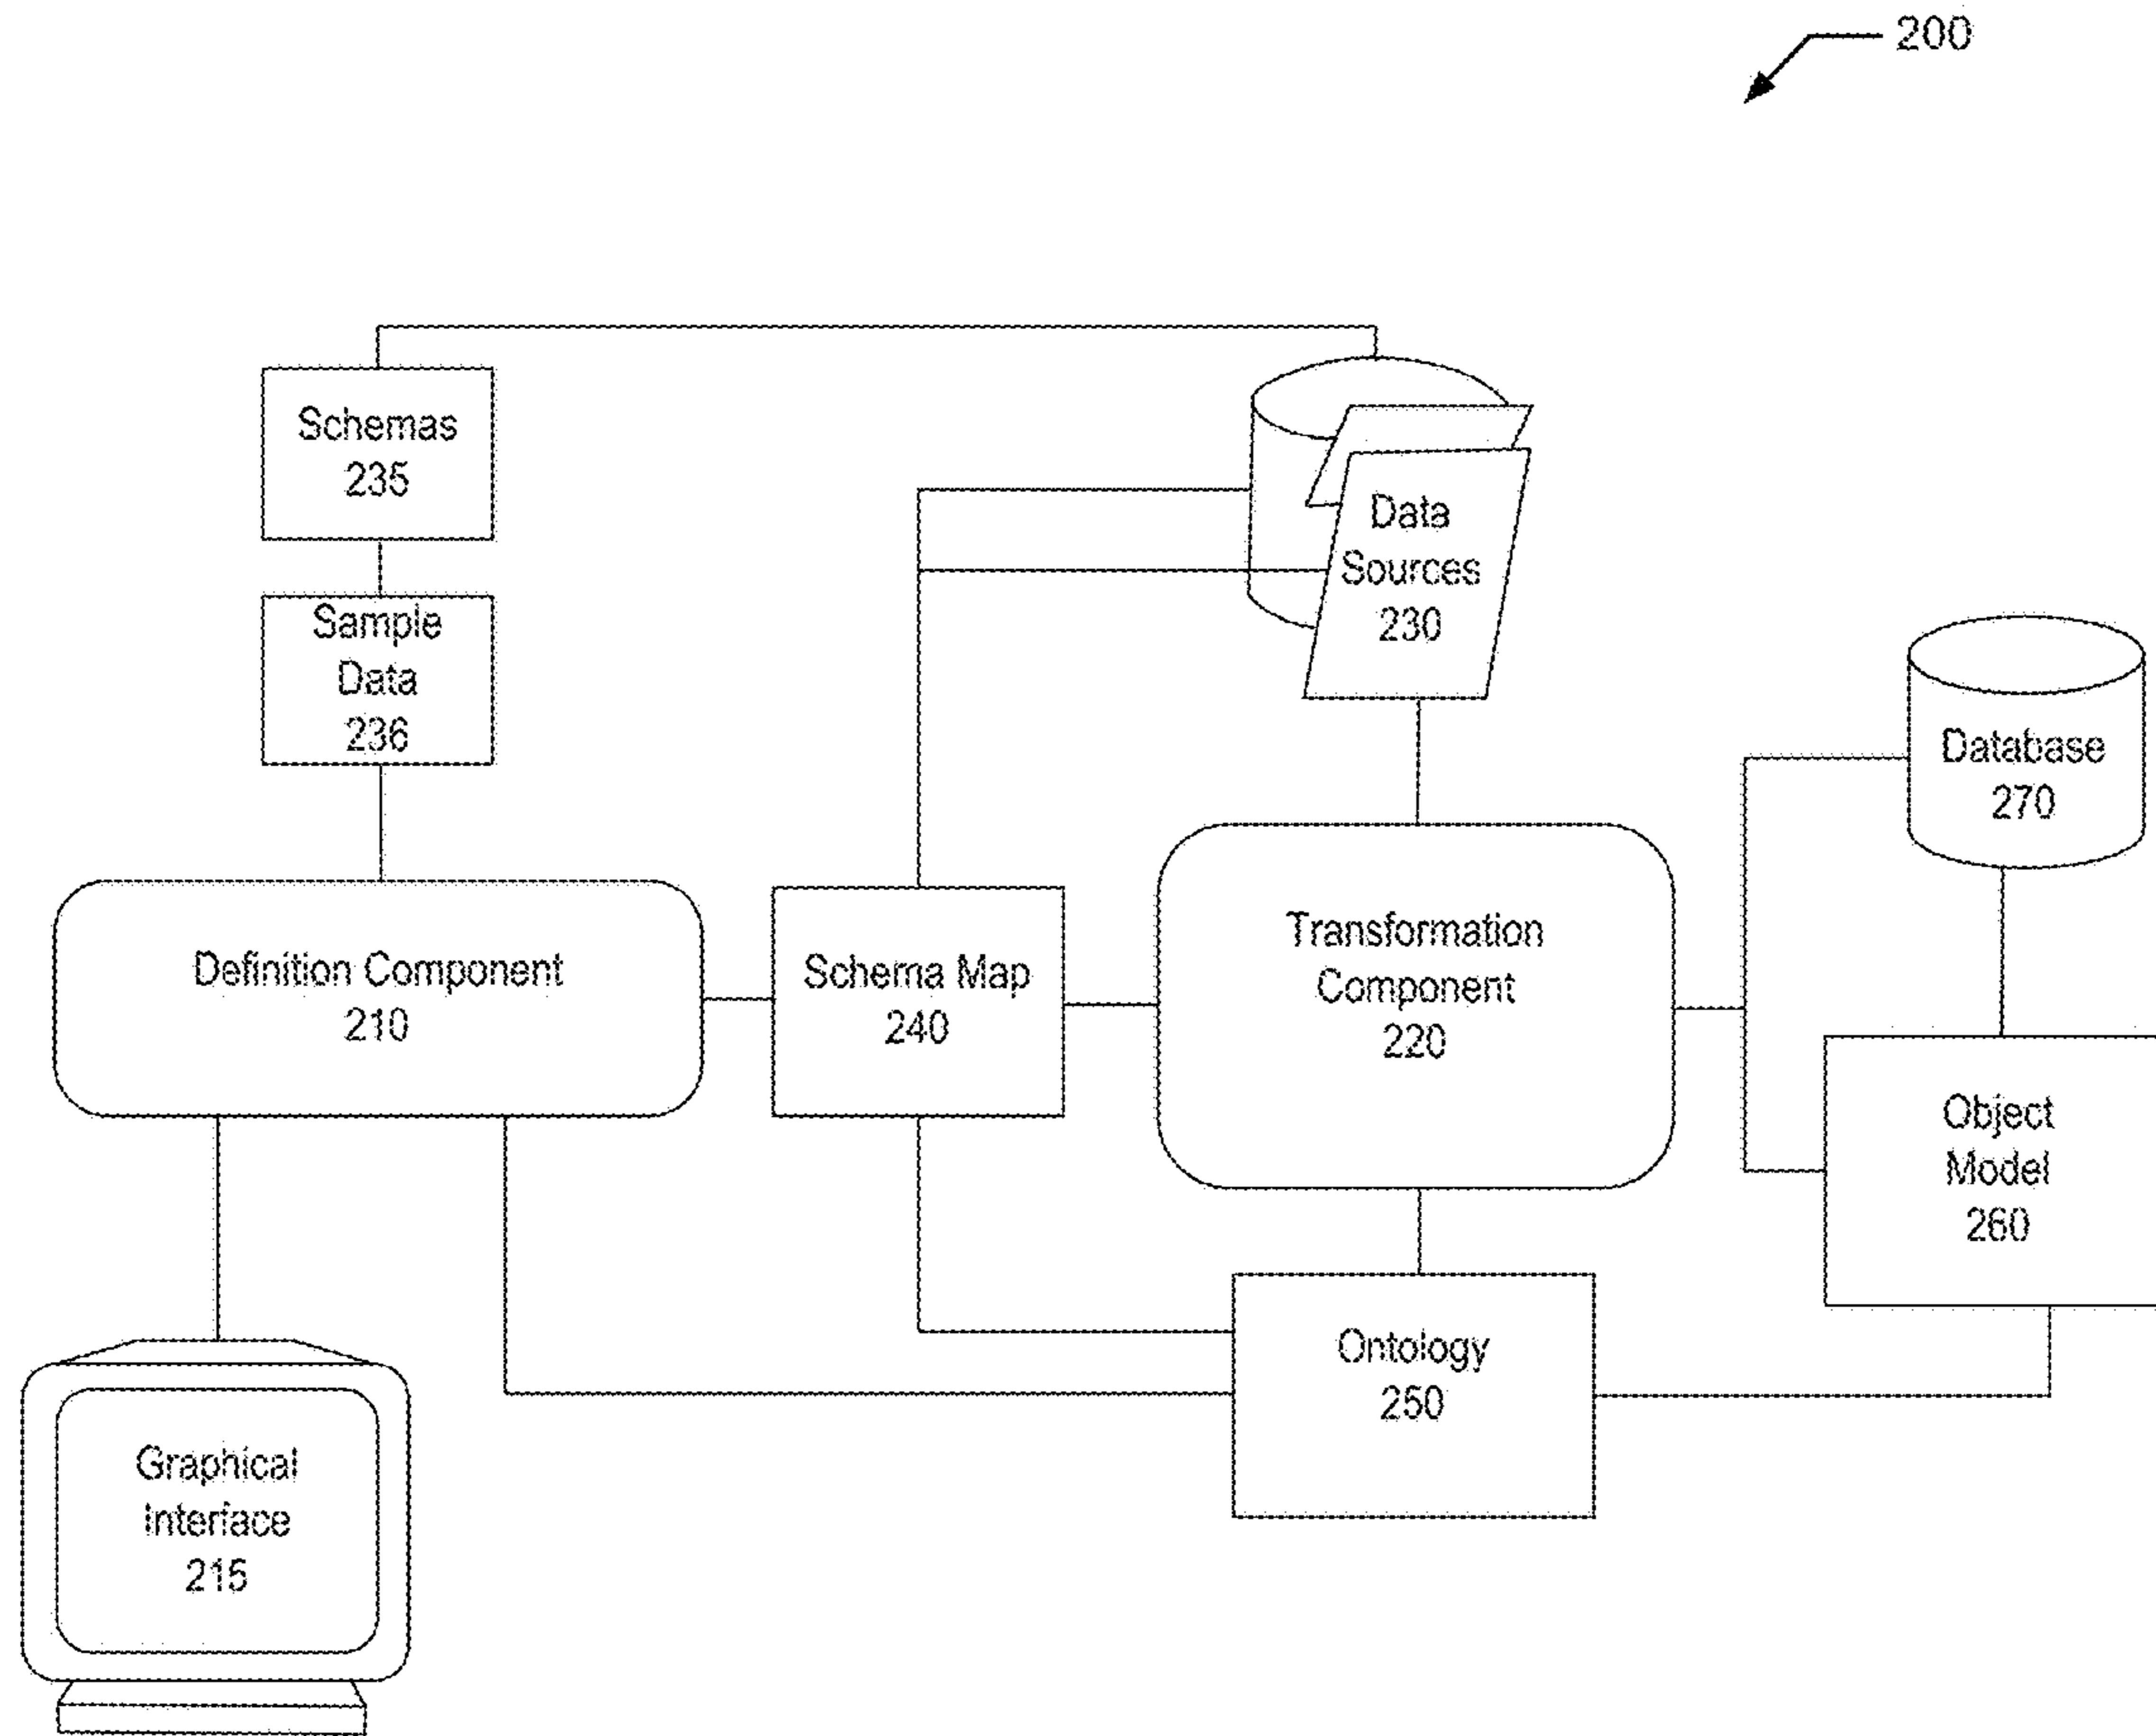 200
Schemas
235
Data
Sources
230
Sample
Data
236
Database
270
Definition Component
210
Schema Map
240
Transformation
Component
220
Object
Model
260
Ontology
250
Graphical
Interface
215